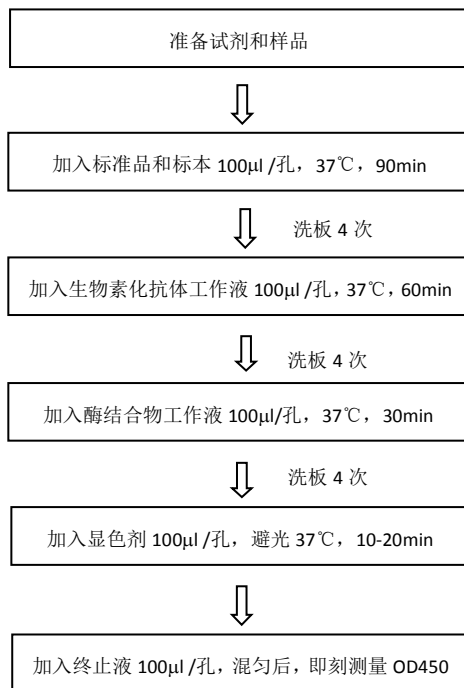 准备试剂和样品
加入标准品和标本 100μl /孔，37℃，90min
洗板 4 次
加入生物素化抗体工作液 100μl /孔，37℃，60min
洗板 4 次
加入酶结合物工作液 100μl/孔，37℃，30min
洗板 4 次
加入显色剂 100μl /孔，避光 37℃，10-20min
加入终止液 100μl /孔，混匀后，即刻测量 OD450